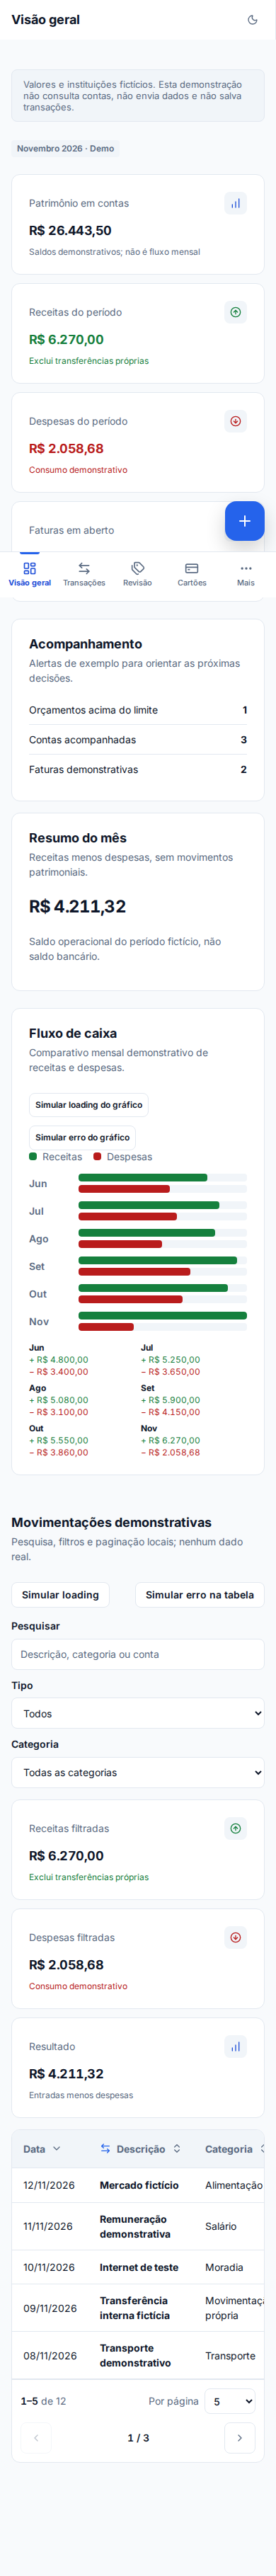 Visão geral
Valores e instituições fictícios. Esta demonstração
não consulta contas, não envia dados e não salva
transações.
Novembro 2026 · Demo
Patrimônio em contas
R$ 26.443,50
Saldos demonstrativos; não é fluxo mensal
Receitas do período
R$ 6.270,00
Exclui transferências próprias
Despesas do período
R$ 2.058,68
Consumo demonstrativo
Faturas em aberto
Visão geral
Transações
Revisão
Cartões
Mais
Acompanhamento
Alertas de exemplo para orientar as próximas
decisões.
Orçamentos acima do limite 1
Contas acompanhadas 3
Faturas demonstrativas 2
Resumo do mês
Receitas menos despesas, sem movimentos
patrimoniais.
R$ 4.211,32
Saldo operacional do período fictício, não
saldo bancário.
Fluxo de caixa
Comparativo mensal demonstrativo de
receitas e despesas.
Simular loading do gráfico
Simular erro do gráfico
Receitas Despesas
Jun
Jul
Ago
Set
Out
Nov
Jun Jul
+ R$ 4.800,00 + R$ 5.250,00
− R$ 3.400,00 − R$ 3.650,00
Ago Set
+ R$ 5.080,00 + R$ 5.900,00
− R$ 3.100,00 − R$ 4.150,00
Out Nov
+ R$ 5.550,00 + R$ 6.270,00
− R$ 3.860,00 − R$ 2.058,68
Movimentações demonstrativas
Pesquisa, filtros e paginação locais; nenhum dado
real.
Simular loading Simular erro na tabela
Pesquisar
Descrição, categoria ou conta
Tipo
Todos
Categoria
Todas as categorias
Receitas filtradas
R$ 6.270,00
Exclui transferências próprias
Despesas filtradas
R$ 2.058,68
Consumo demonstrativo
Resultado
R$ 4.211,32
Entradas menos despesas
Data Descrição Categoria
12/11/2026 Mercado fictício Alimentação
11/11/2026 Remuneração demonstrativa Salário
10/11/2026 Internet de teste Moradia
09/11/2026 Transferência interna fictícia Movimentaç própria
08/11/2026 Transporte demonstrativo Transporte
1–5 de 12 Por página 5
1 / 3